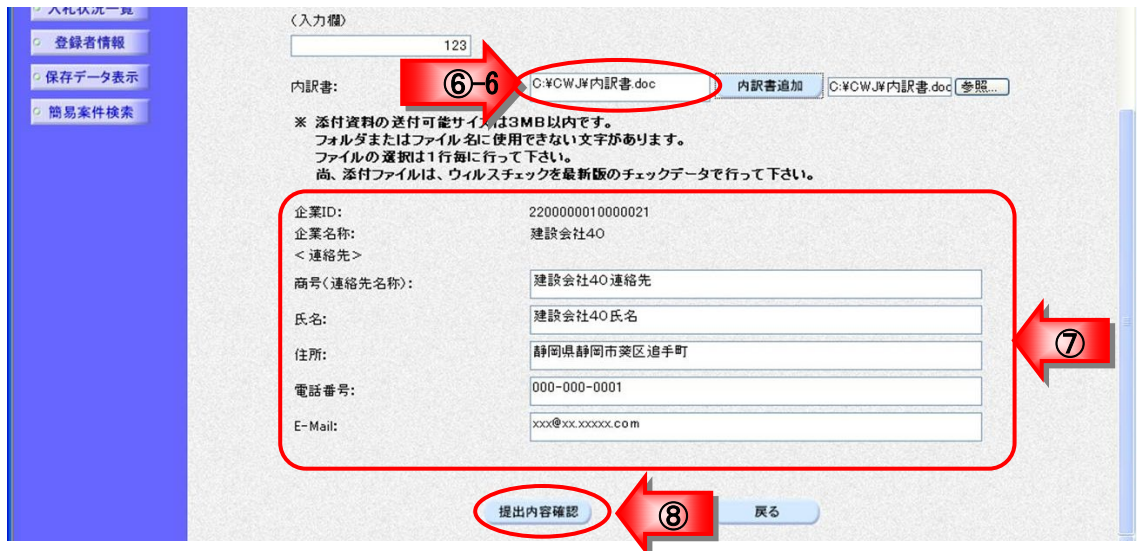 入札状況一覧
登録者情報
保存データ表示
簡易案件検索
(入力欄)
123
内訳書:
⑥-6
C:¥CWJ¥内訳書.doc
内訳書追加
C:¥CWJ¥内訳書.doc
参照...
※ 添付資料の送付可能サイズは3MB以内です。
フォルダまたはファイル名に使用できない文字があります。
ファイルの選択は1行毎に行って下さい。
尚、添付ファイルは、ウィルスチェックを最新版のチェックデータで行って下さい。
企業ID: 2200000010000021
企業名称: 建設会社40
<連絡先>
商号(連絡先名称): 建設会社40連絡先
氏名: 建設会社40氏名
住所: 静岡県静岡市葵区追手町
電話番号: 000-000-0001
E-Mail: xxx@xx.xxxxx.com
⑦
提出内容確認
⑧
戻る